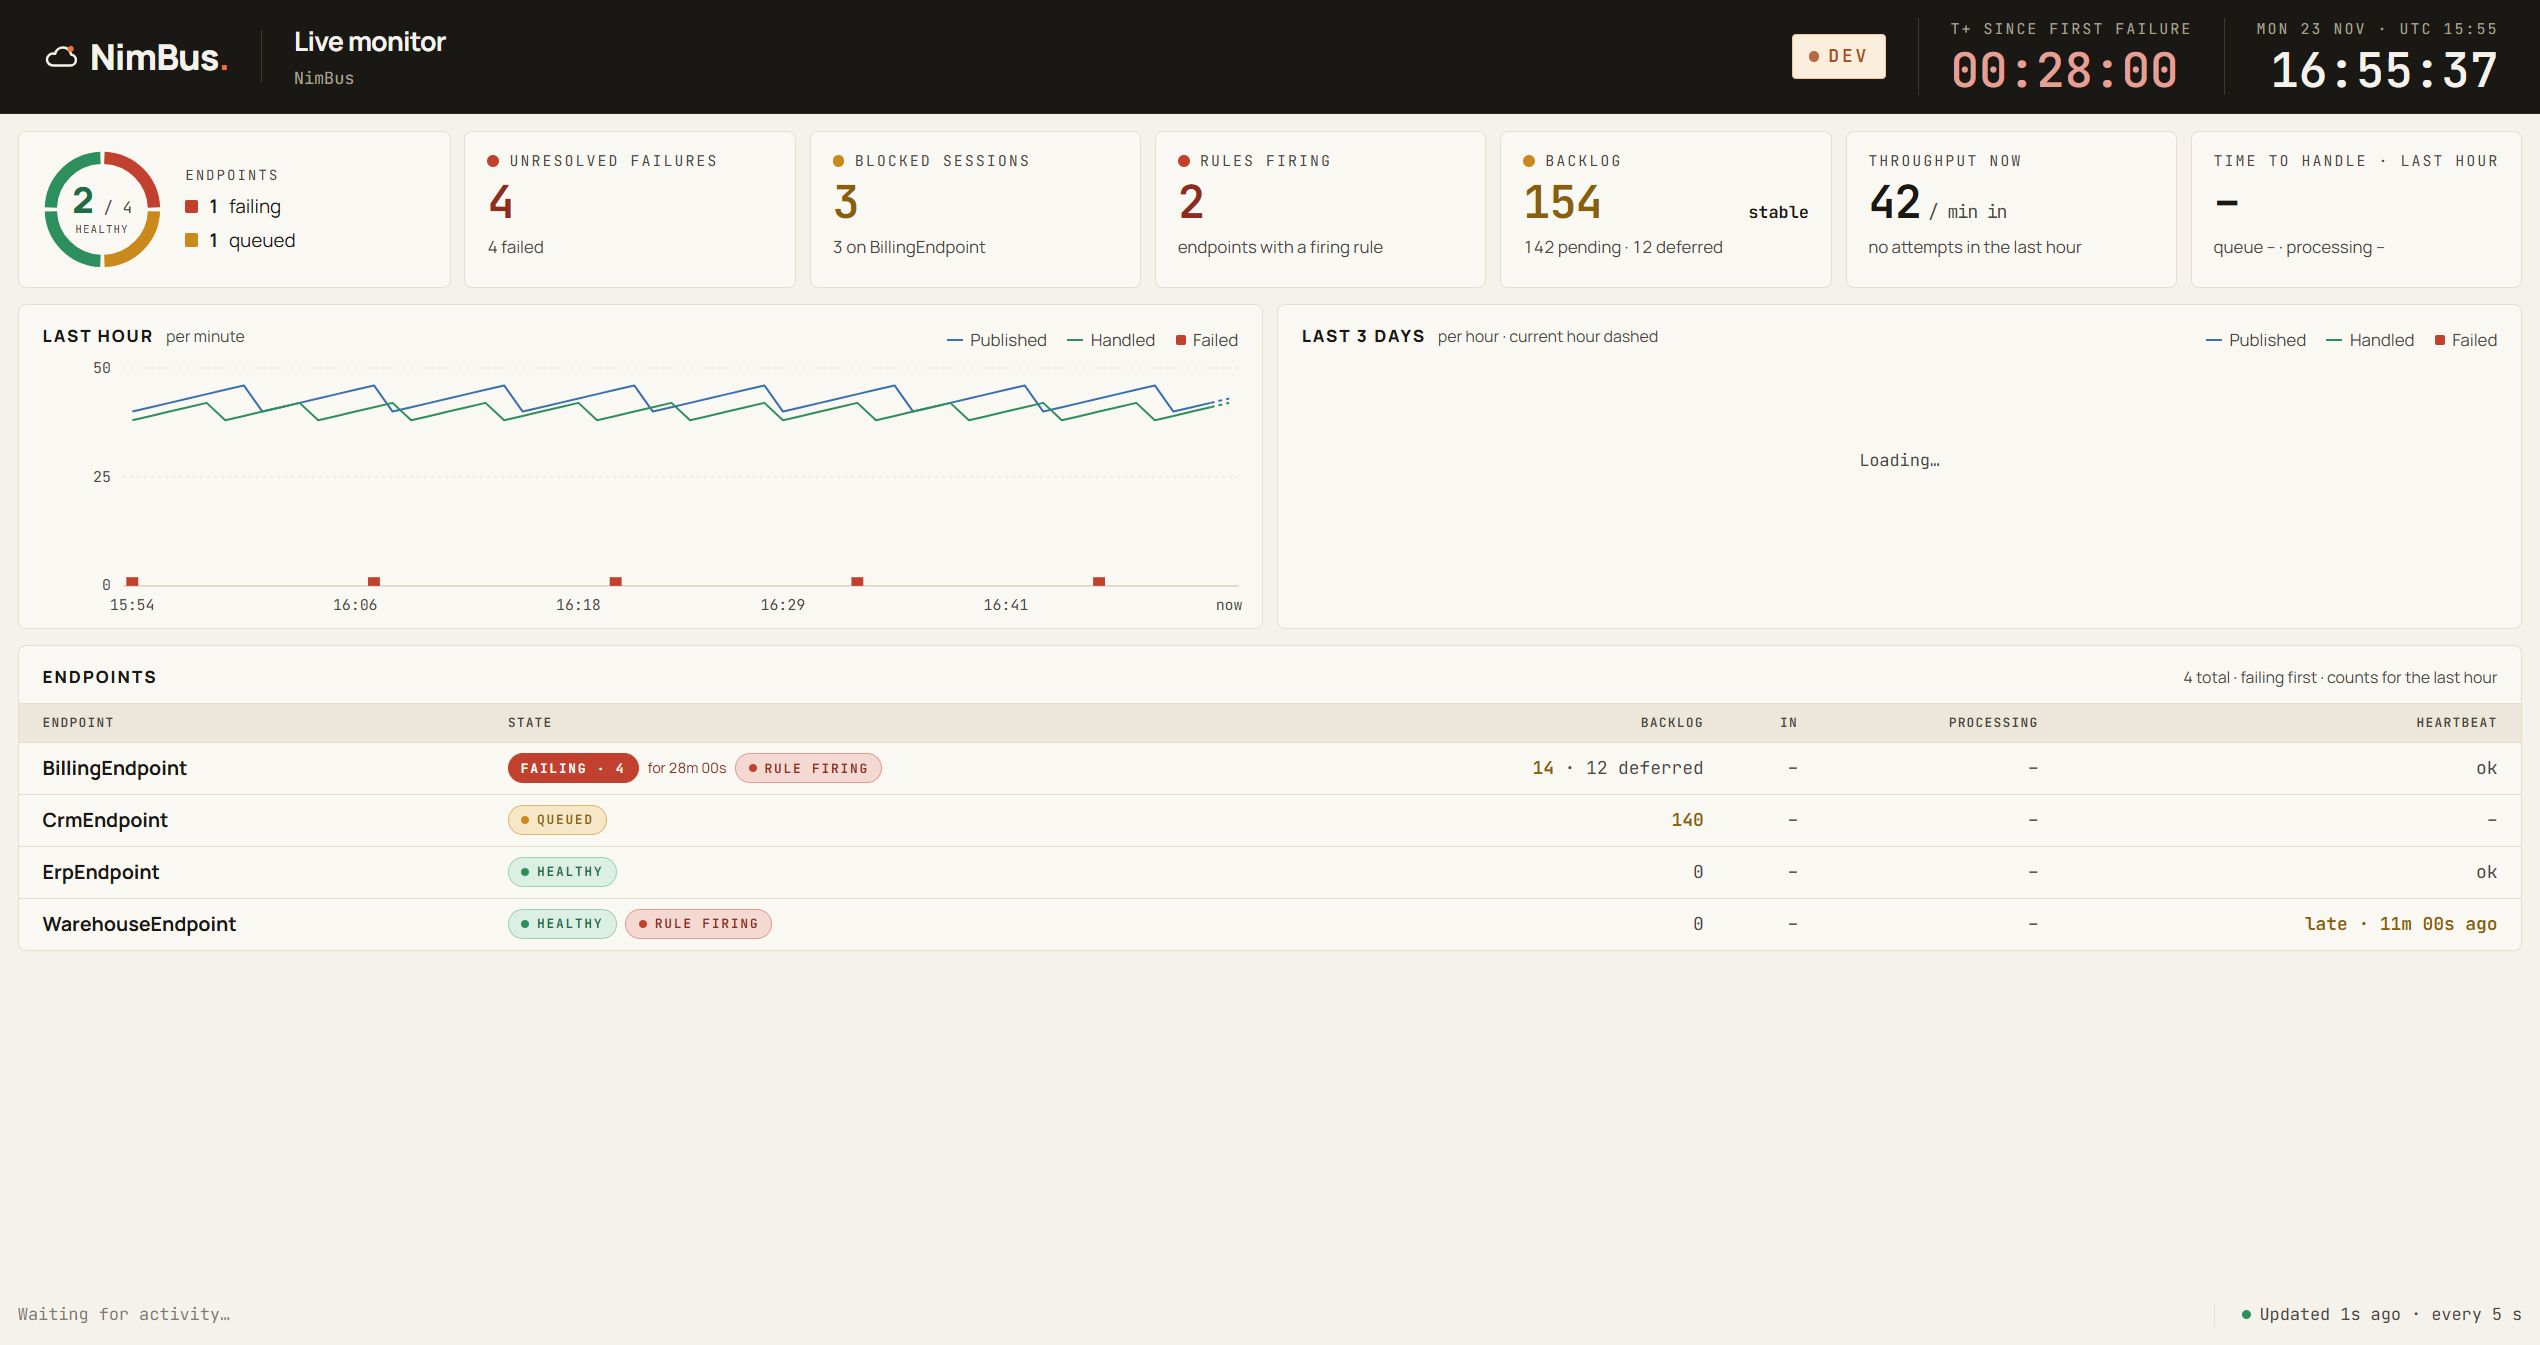 NimBus.
Live monitor
NimBus
DEV
T+ SINCE FIRST FAILURE
00:28:00
MON 23 NOV · UTC 15:55
16:55:37
2 / 4
HEALTHY
ENDPOINTS
1 failing
1 queued
UNRESOLVED FAILURES
4
4 failed
BLOCKED SESSIONS
3
3 on BillingEndpoint
RULES FIRING
2
endpoints with a firing rule
BACKLOG
154
stable
142 pending · 12 deferred
THROUGHPUT NOW
42 / min in
no attempts in the last hour
TIME TO HANDLE · LAST HOUR
–
queue – · processing –
LAST HOUR per minute
Published Handled Failed
50
25
0
15:54 16:06 16:18 16:29 16:41 now
LAST 3 DAYS per hour · current hour dashed
Published Handled Failed
Loading…
ENDPOINTS
4 total · failing first · counts for the last hour
ENDPOINT STATE BACKLOG IN PROCESSING HEARTBEAT
BillingEndpoint FAILING · 4 for 28m 00s RULE FIRING 14 · 12 deferred – – ok
CrmEndpoint QUEUED 140 – – –
ErpEndpoint HEALTHY 0 – – ok
WarehouseEndpoint HEALTHY RULE FIRING 0 – – late · 11m 00s ago
Waiting for activity…
Updated 1s ago · every 5 s